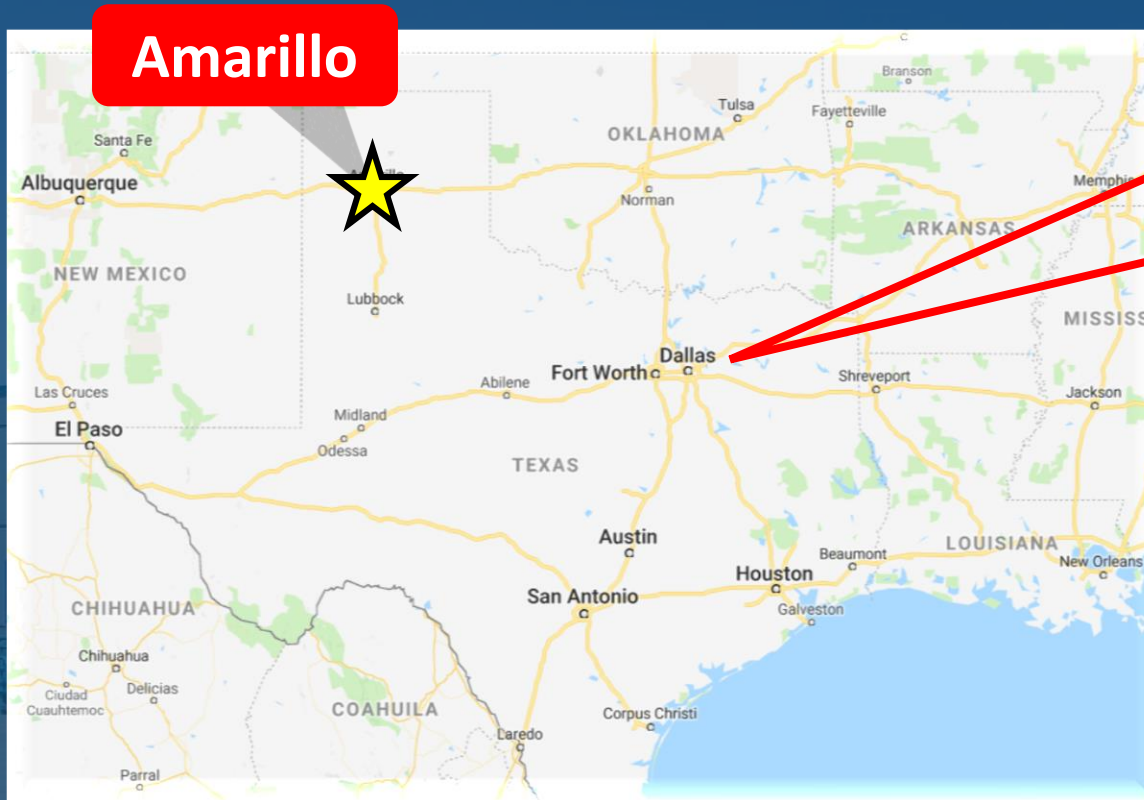 Amarillo
Branson
Tulsa
Fayetteville
OKLAHOMA
Santa Fe
Albuquerque
Memphis
Norman
ARKANSAS
NEW MEXICO
Lubbock
MISSISS
Dallas
Fort Worth
Abilene
Shreveport
Las Cruces
Jackson
Midland
El Paso
Odessa
TEXAS
Austin
LOUISIANA
Beaumont
New Orleans
Houston
San Antonio
CHIHUAHUA
Galveston
Chihuahua
Delicias
Ciudad
Cuauhtemoc
COAHUILA
Corpus Christi
Laredo
Parral